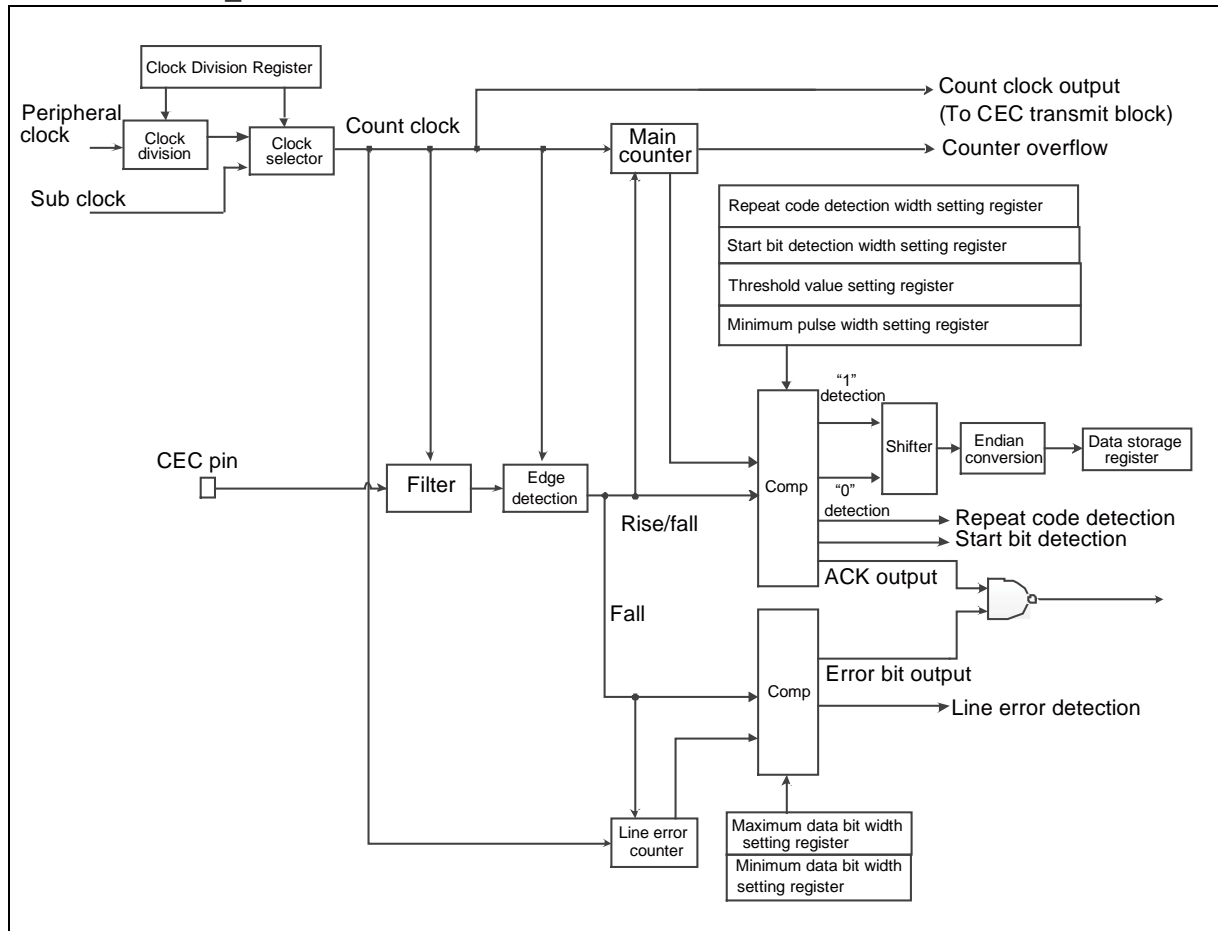 Clock Division Register
Count clock output
(To CEC transmit block)
Peripheral
clock
Clock
division
Clock
selector
Count clock
Main
counter
Counter overflow
Sub clock
Repeat code detection width setting register
Start bit detection width setting register
Threshold value setting register
Minimum pulse width setting register
“1”
detection
CEC pin
Filter
Edge
detection
Comp
Shifter
Endian
conversion
Data storage
register
“0”
detection
Rise/fall
Repeat code detection
Start bit detection
ACK output
Fall
Error bit output
Comp
Line error detection
Line error
counter
Maximum data bit width
setting register
Minimum data bit width
setting register